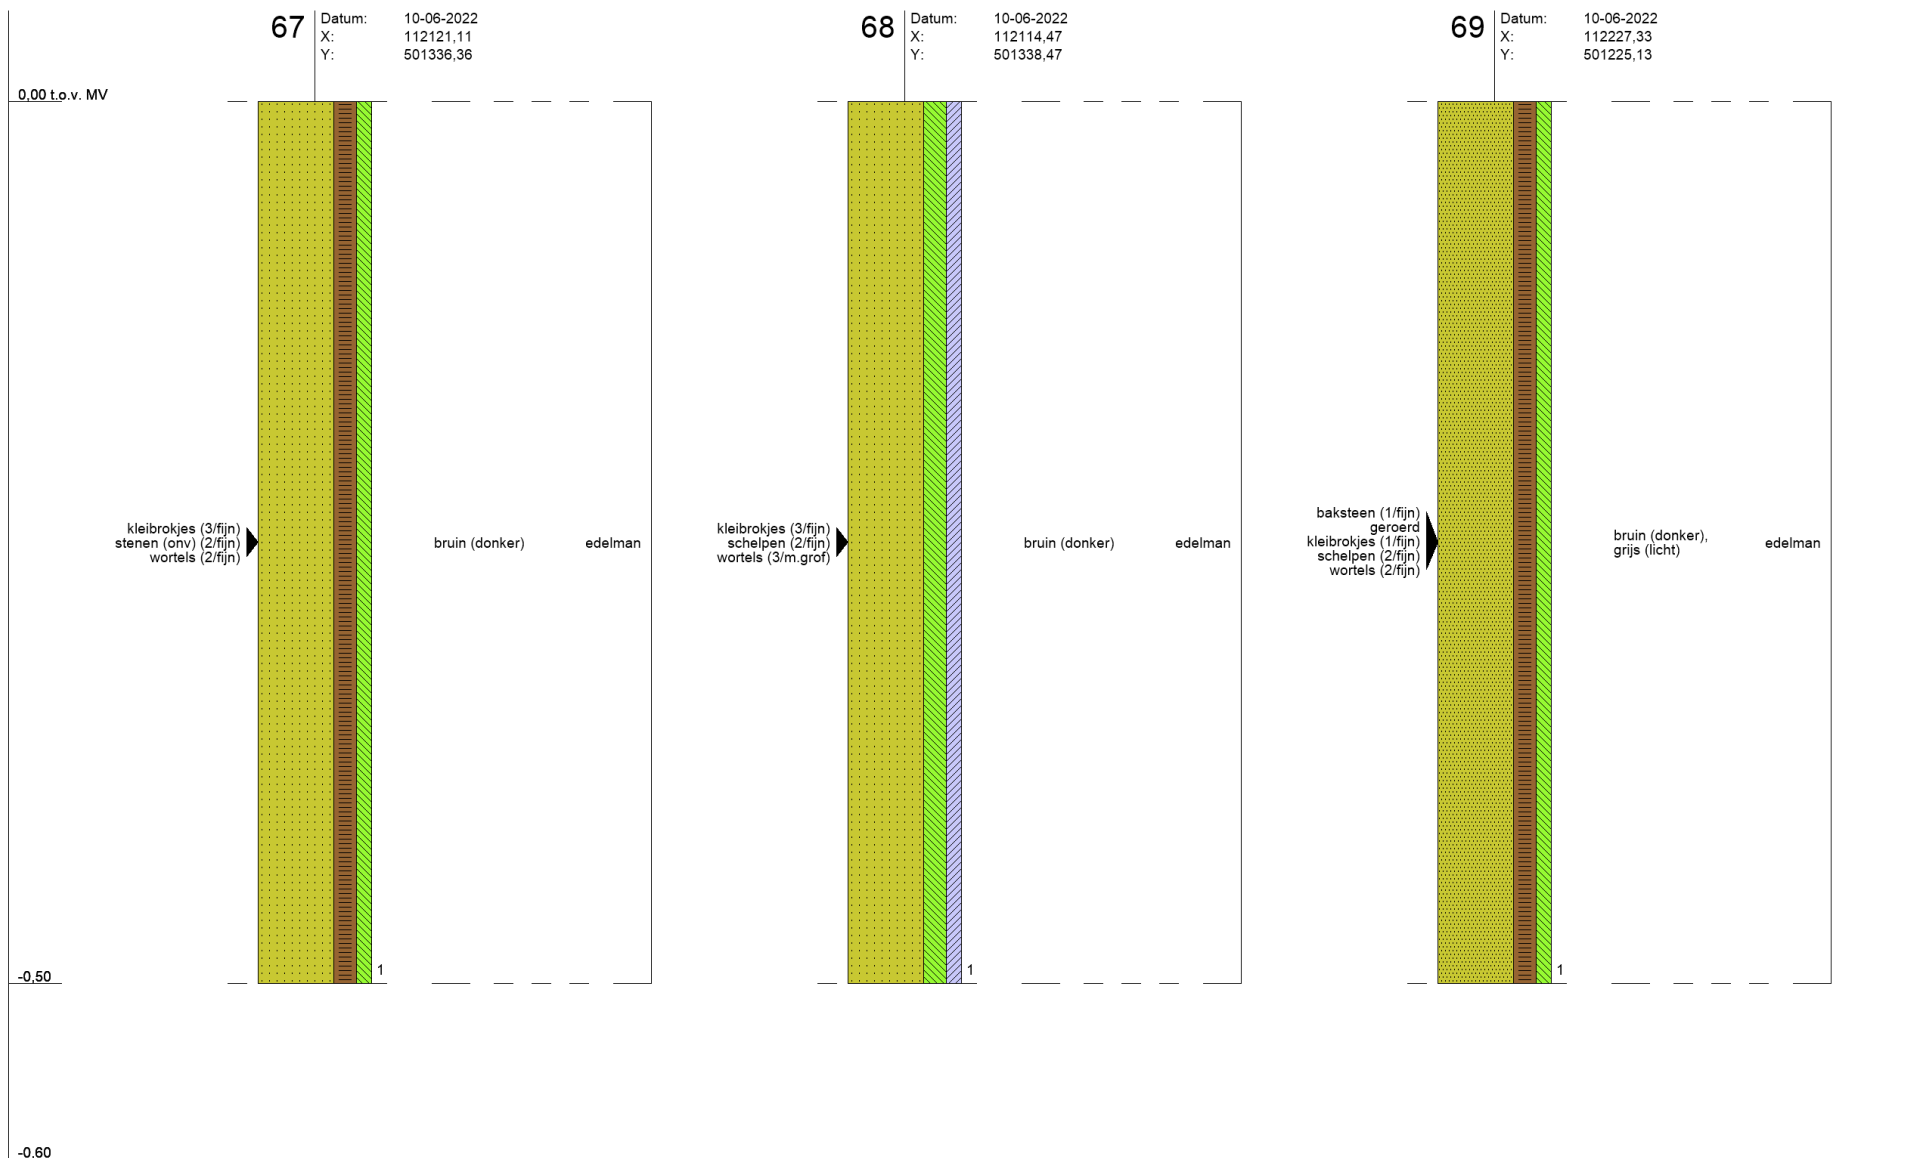 67
Datum: 10-06-2022
X: 112121,11
Y: 501336,36
68
Datum: 10-06-2022
X: 112114,47
Y: 501338,47
69
Datum: 10-06-2022
X: 112227,33
Y: 501225,13
0,00 t.o.v. MV
kleibrokjes (3/fijn)
stenen (onv) (2/fijn)
wortels (2/fijn)
bruin (donker)
edelman
1
kleibrokjes (3/fijn)
schelpen (2/fijn)
wortels (3/m.grof)
bruin (donker)
edelman
1
baksteen (1/fijn)
geroerd
kleibrokjes (1/fijn)
schelpen (2/fijn)
wortels (2/fijn)
bruin (donker),
grijs (licht)
edelman
1
-0,50
-0,60